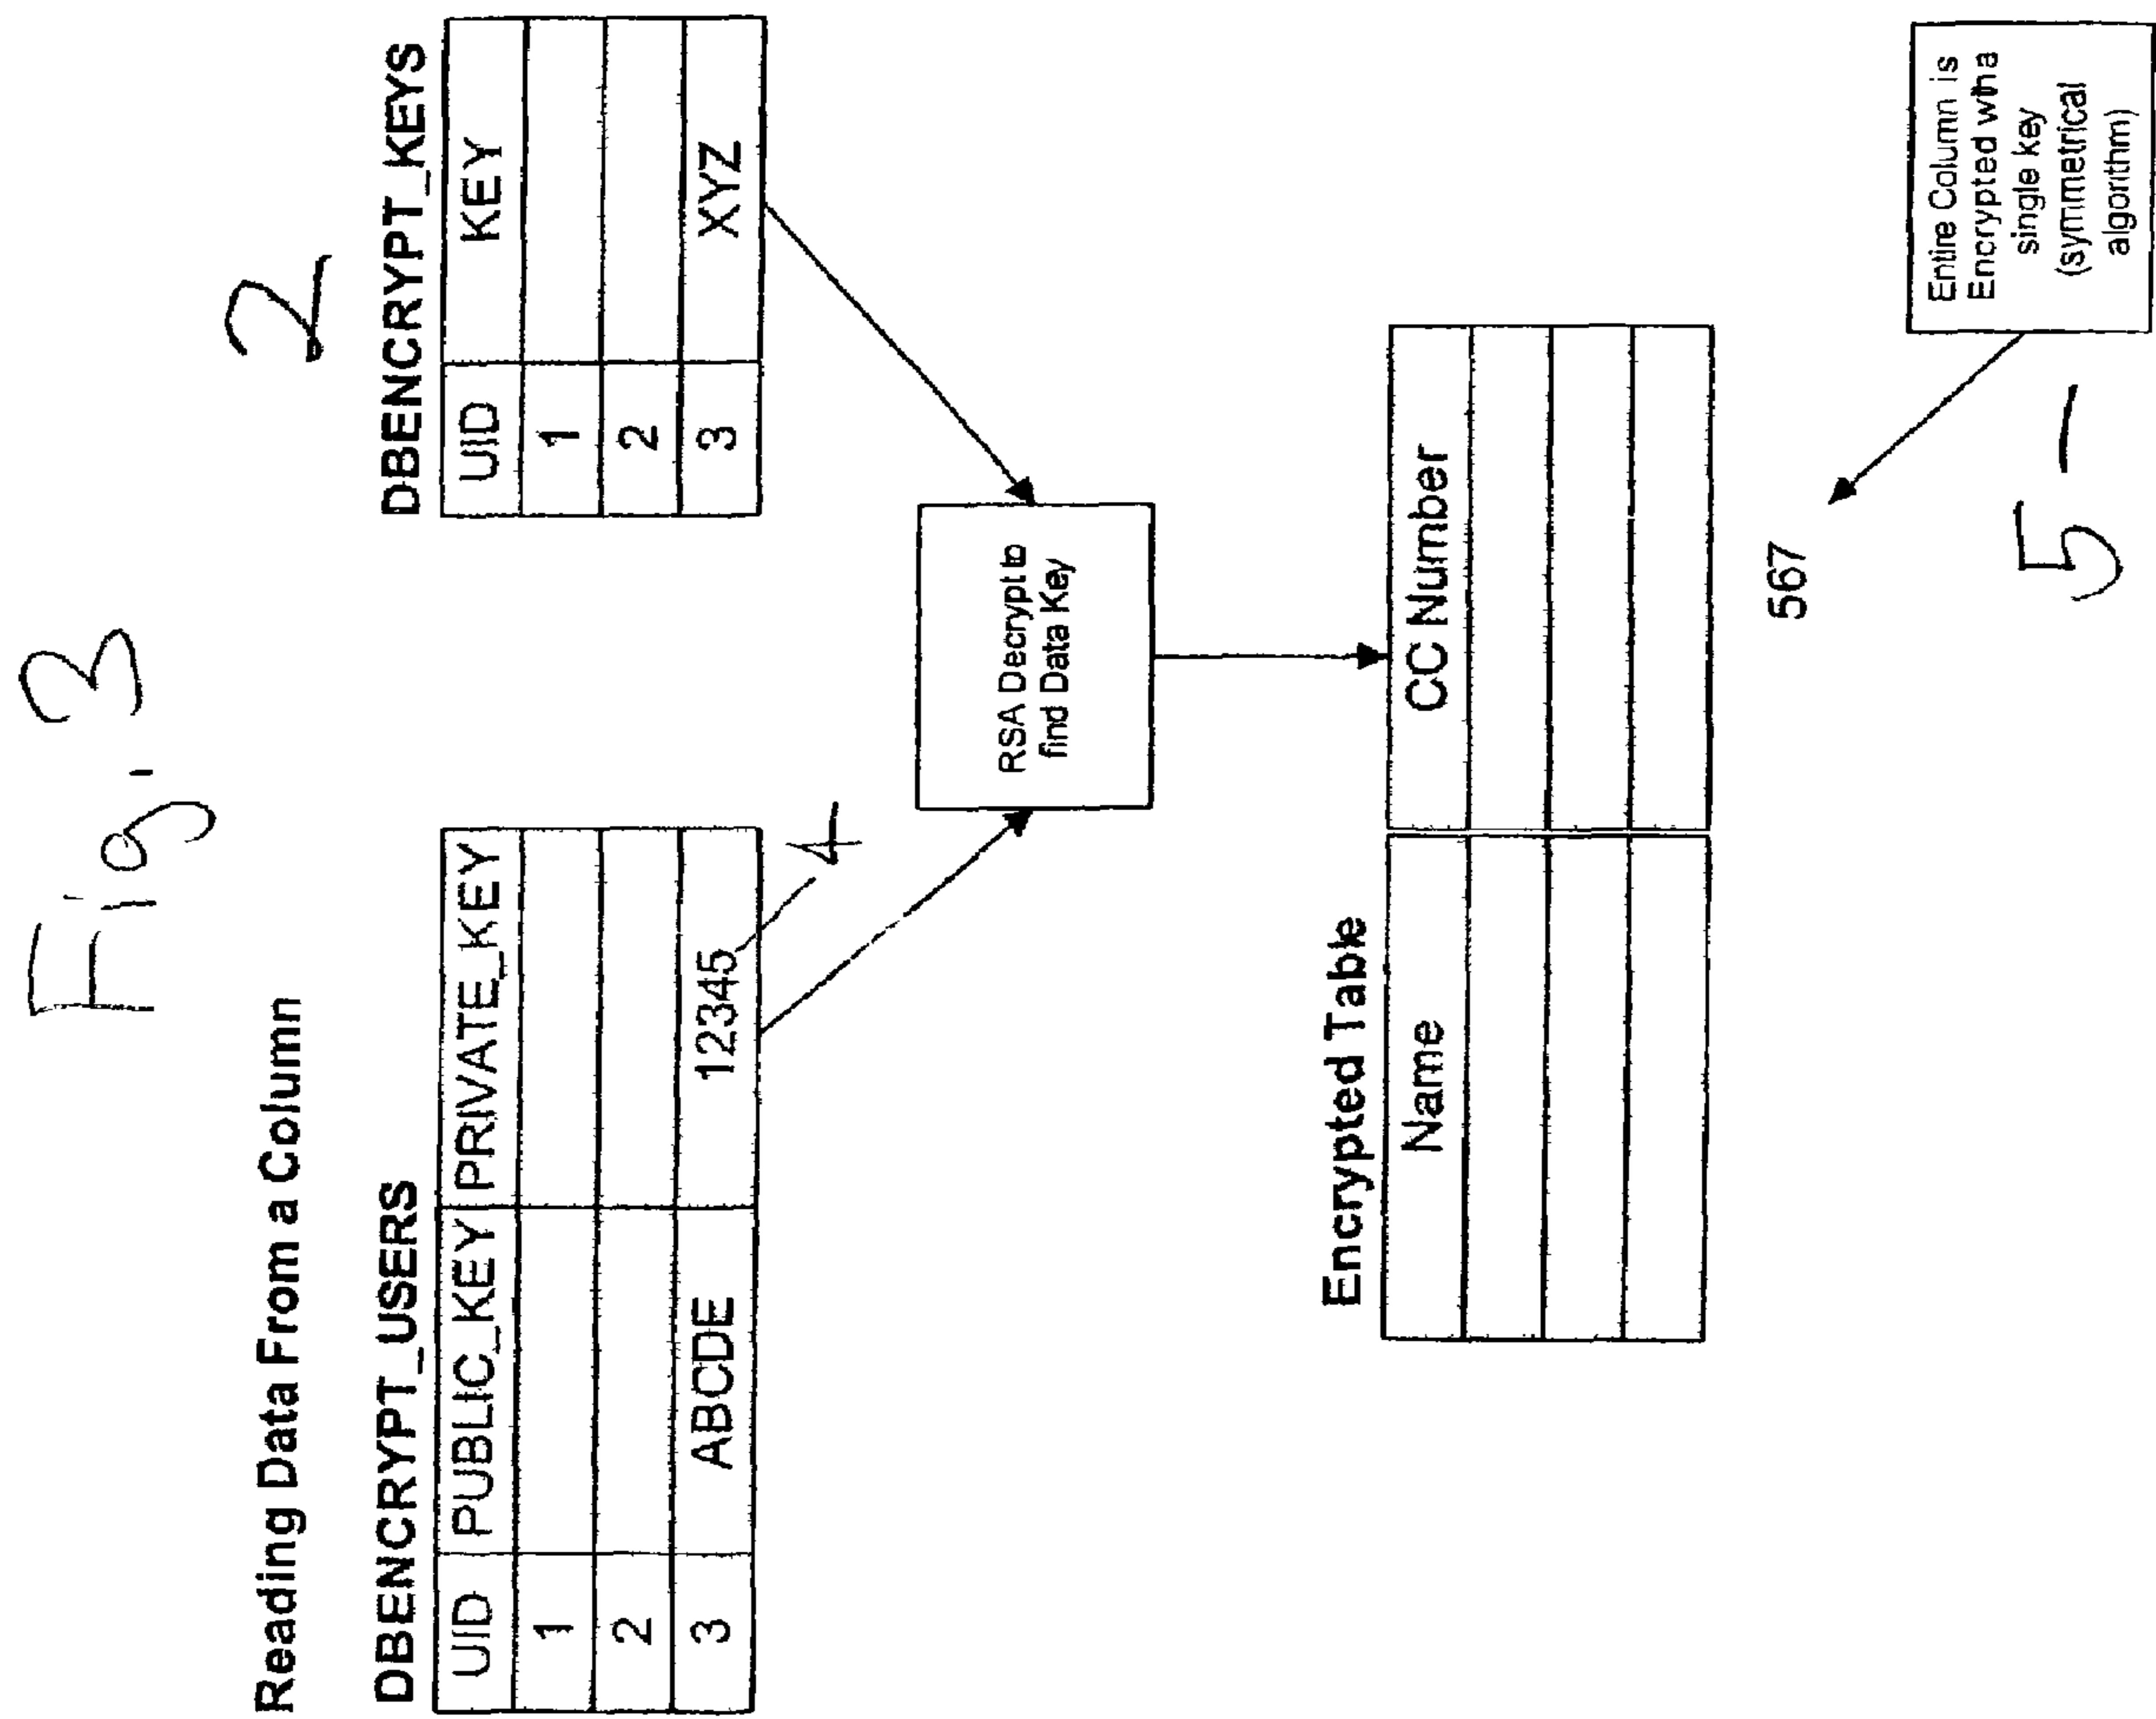 Fig. 3
Reading Data From a Column
2
DBENCRYPT_USERS
UID PUBLIC_KEY PRIVATE_KEY
1
2
3 ABCDE 12345
4
DBENCRYPT_KEYS
UID KEY
1
2
3 XYZ
RSA Decrypt to
find Data Key
Encrypted Table
Name CC Number
567
5
Entire Column is
Encrypted wtha
single key
(symmetrical
algorithm)